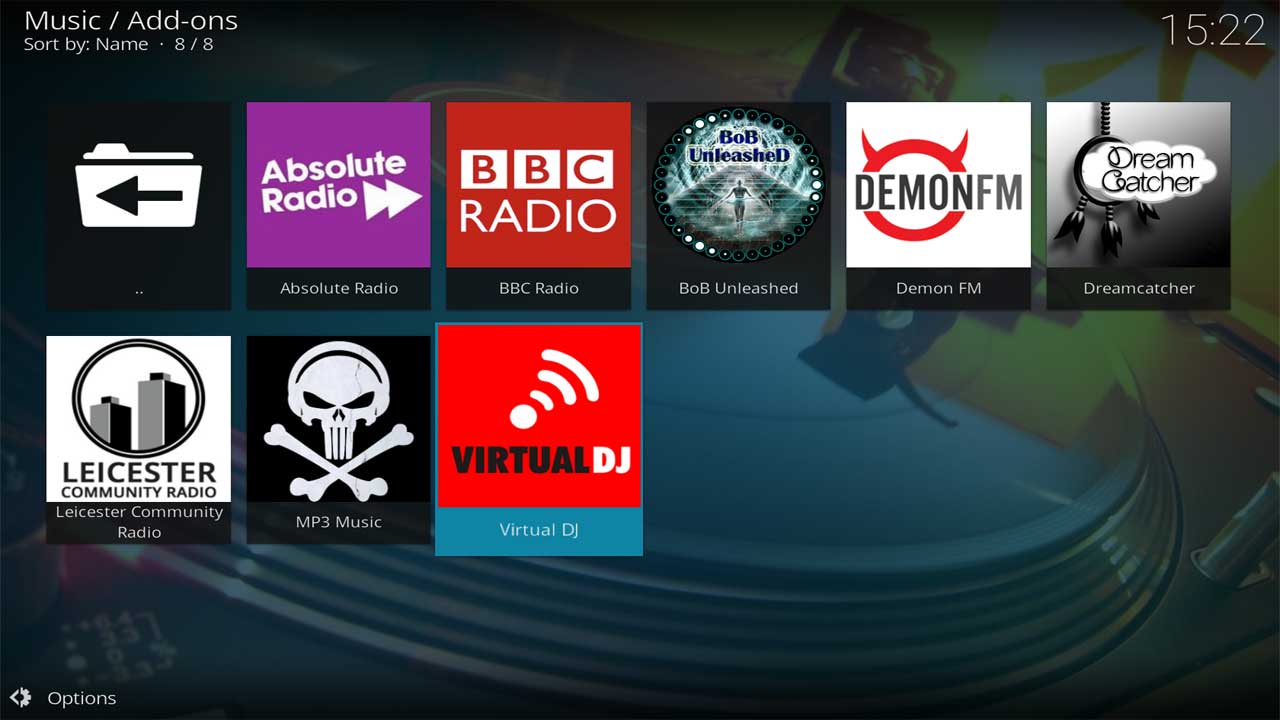 Music / Add-ons
Sort by: Name · 8 / 8
15:22
..
Absolute
Radio
Absolute Radio
BBC
RADIO
BBC Radio
BoB
UnleasheD
BoB Unleashed
DEMONFM
Demon FM
Dream
Catcher
Dreamcatcher
LEICESTER
COMMUNITY RADIO
Leicester Community
Radio
MP3 Music
VIRTUALDJ
Virtual DJ
Options